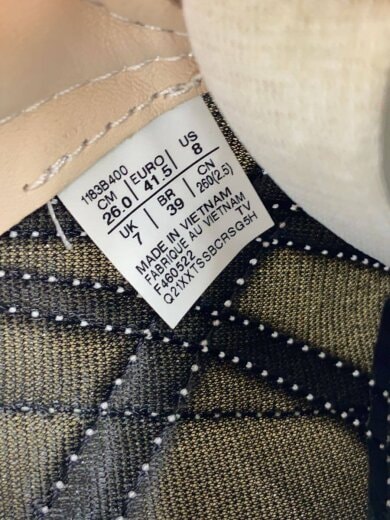 1183B400
CM | EURO | US
26.0 | 41.5 | 8
UK | BR | CN
7 | 39 | 260(2.5)
MADE IN VIETNAM
FABRIQUE AU VIETNAM
F460522 TV
Q21XXTSSBCRSG5H